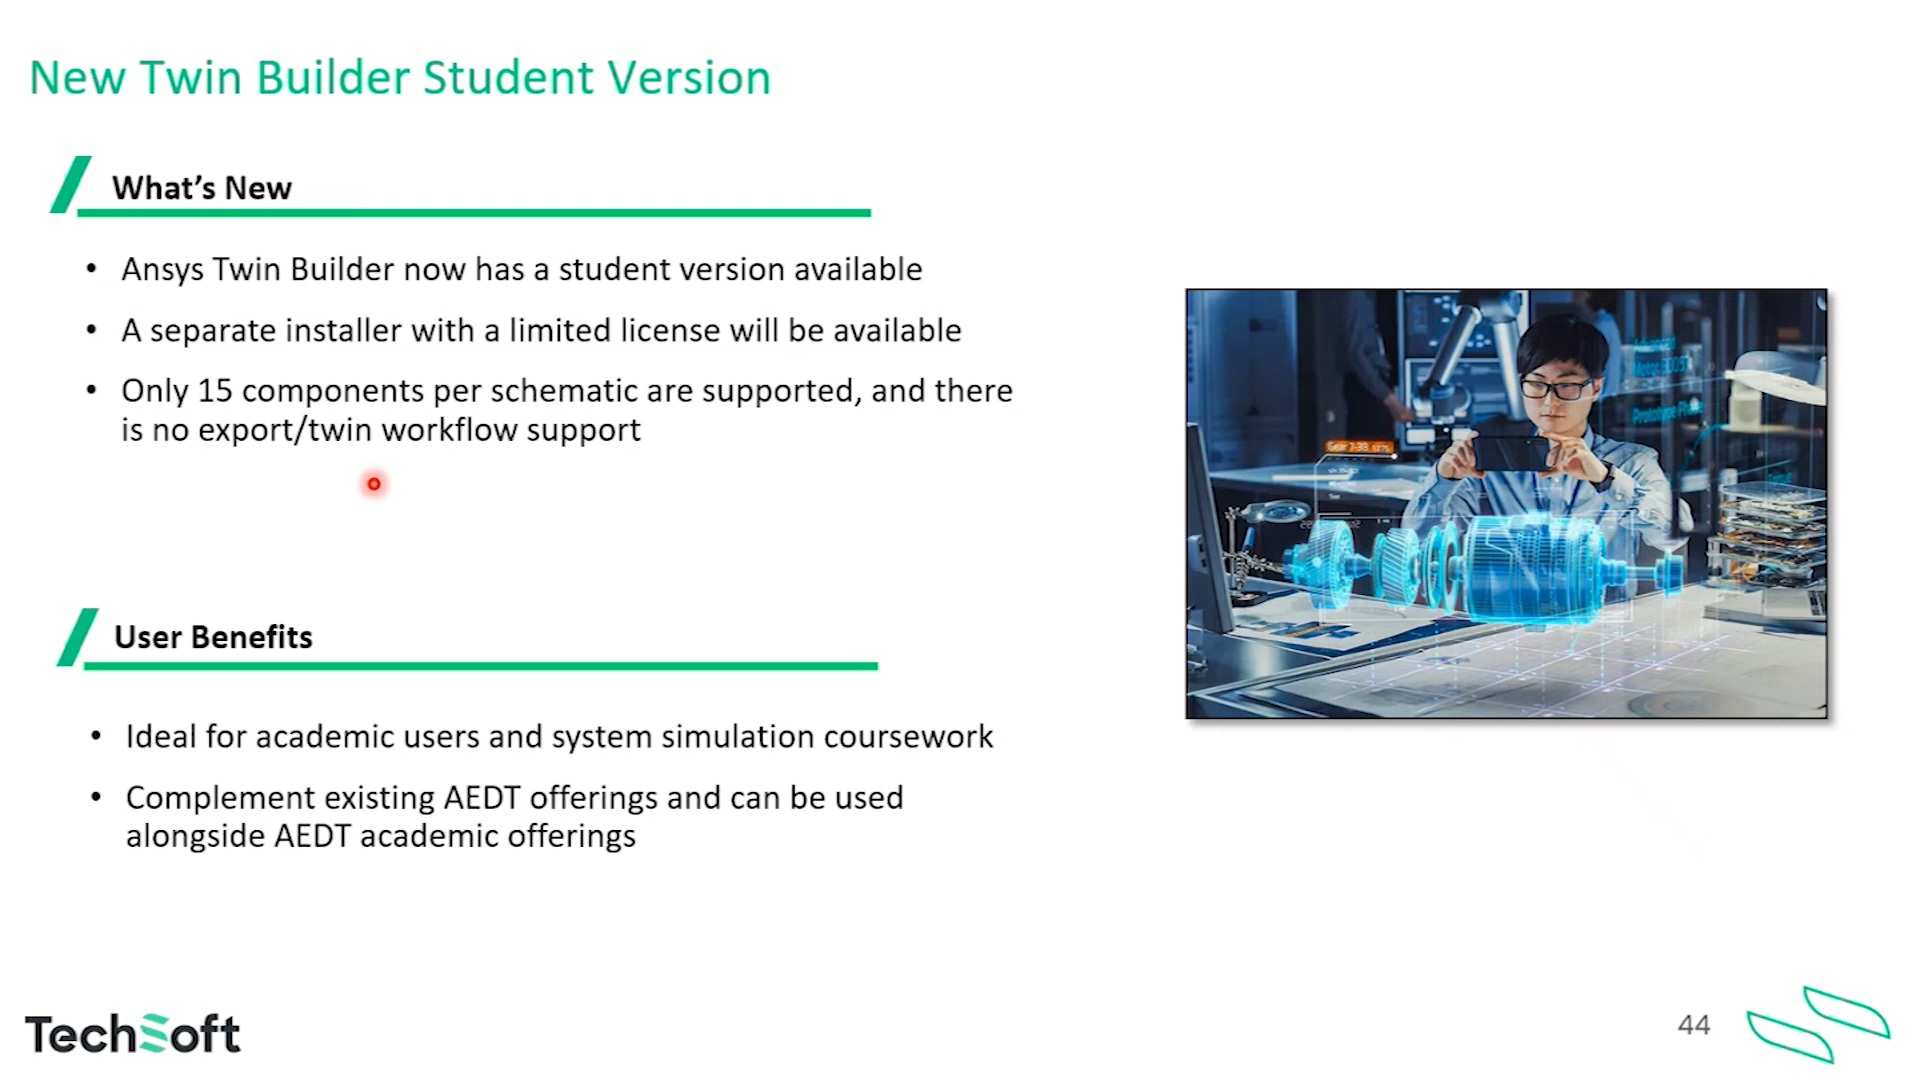 New Twin Builder Student Version
What's New
• Ansys Twin Builder now has a student version available
• A separate installer with a limited license will be available
• Only 15 components per schematic are supported, and there
is no export/twin workflow support
User Benefits
• Ideal for academic users and system simulation coursework
• Complement existing AEDT offerings and can be used
alongside AEDT academic offerings
TechSoft
44